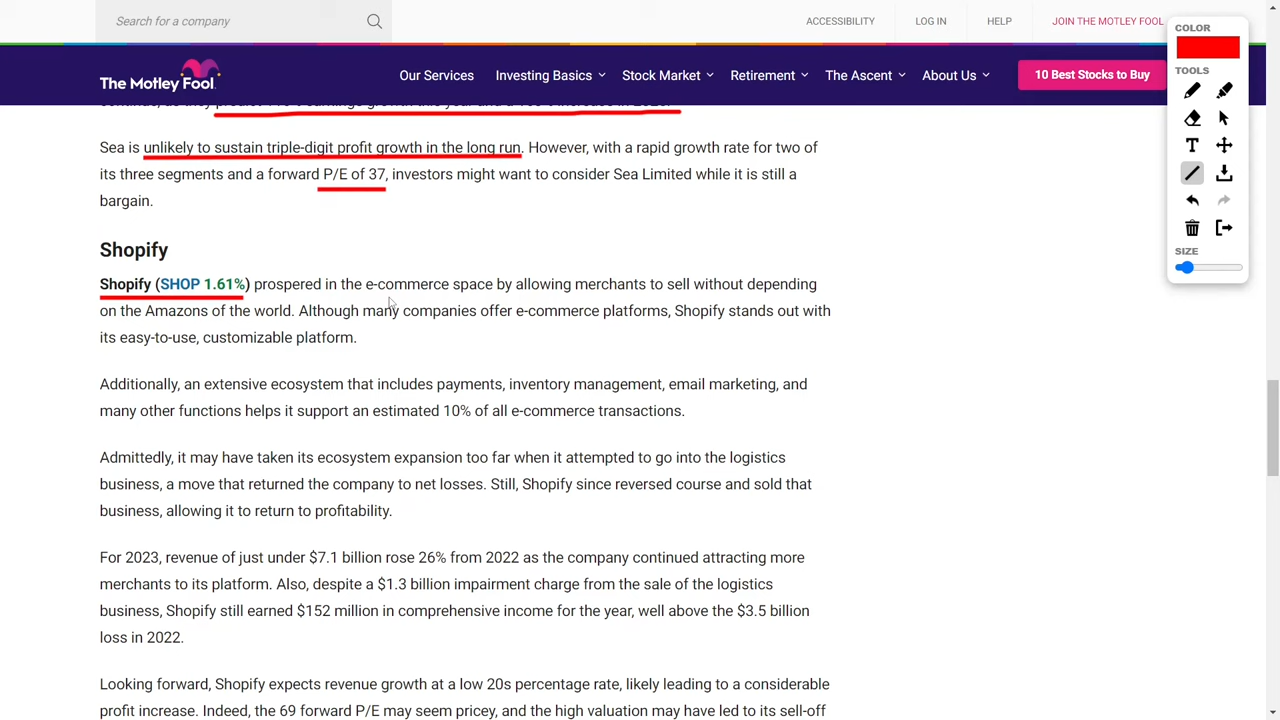 Search for a company
ACCESSIBILITY LOG IN HELP JOIN THE MOTLEY FOOL
COLOR
TOOLS
T
SIZE
The Motley Fool
Our Services Investing Basics Stock Market Retirement The Ascent About Us 10 Best Stocks to Buy
Sea is unlikely to sustain triple-digit profit growth in the long run. However, with a rapid growth rate for two of
its three segments and a forward P/E of 37, investors might want to consider Sea Limited while it is still a
bargain.
Shopify
Shopify (SHOP 1.61%) prospered in the e-commerce space by allowing merchants to sell without depending
on the Amazons of the world. Although many companies offer e-commerce platforms, Shopify stands out with
its easy-to-use, customizable platform.
Additionally, an extensive ecosystem that includes payments, inventory management, email marketing, and
many other functions helps it support an estimated 10% of all e-commerce transactions.
Admittedly, it may have taken its ecosystem expansion too far when it attempted to go into the logistics
business, a move that returned the company to net losses. Still, Shopify since reversed course and sold that
business, allowing it to return to profitability.
For 2023, revenue of just under $7.1 billion rose 26% from 2022 as the company continued attracting more
merchants to its platform. Also, despite a $1.3 billion impairment charge from the sale of the logistics
business, Shopify still earned $152 million in comprehensive income for the year, well above the $3.5 billion
loss in 2022.
Looking forward, Shopify expects revenue growth at a low 20s percentage rate, likely leading to a considerable
profit increase. Indeed, the 69 forward P/E may seem pricey, and the high valuation may have led to its sell-off